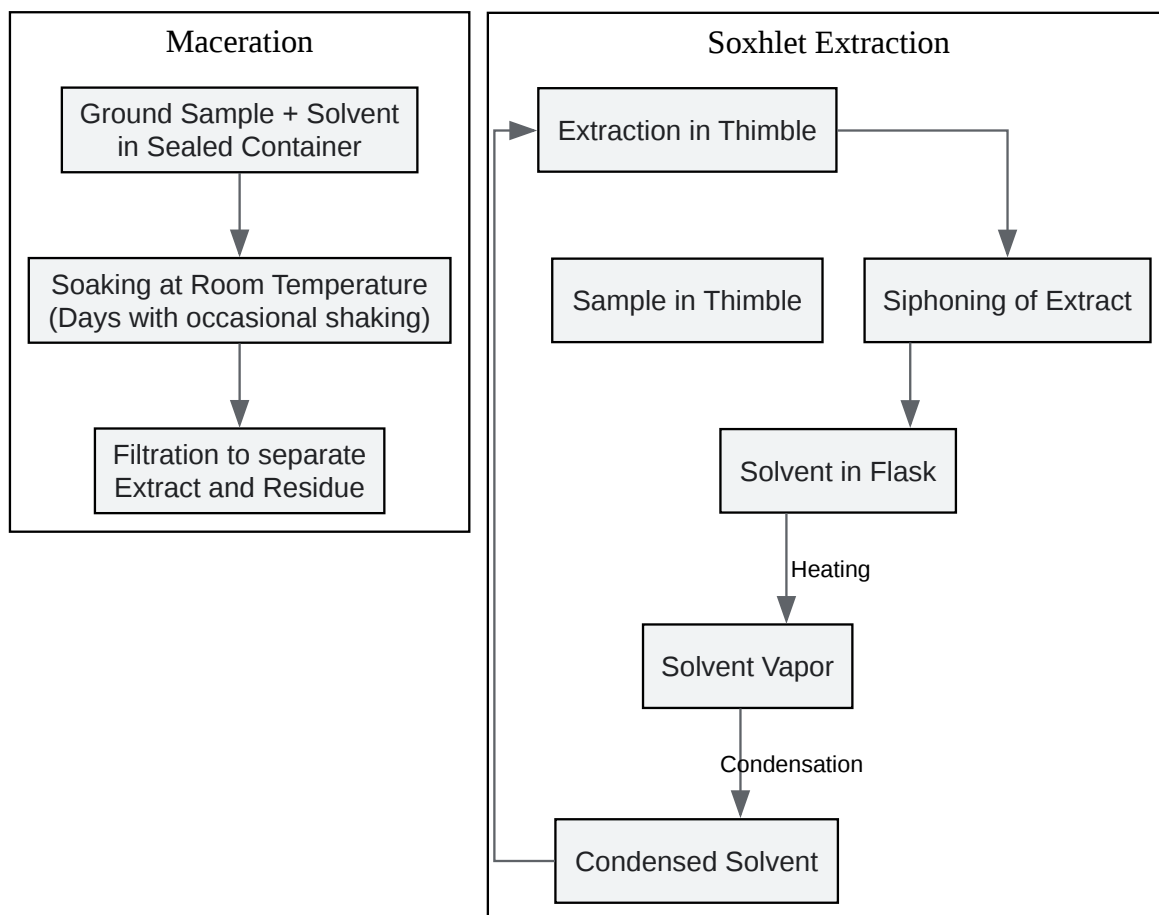 Maceration
Ground Sample + Solvent
in Sealed Container
Soaking at Room Temperature
(Days with occasional shaking)
Filtration to separate
Extract and Residue
Soxhlet Extraction
Extraction in Thimble
Sample in Thimble
Siphoning of Extract
Solvent in Flask
Heating
Solvent Vapor
Condensation
Condensed Solvent